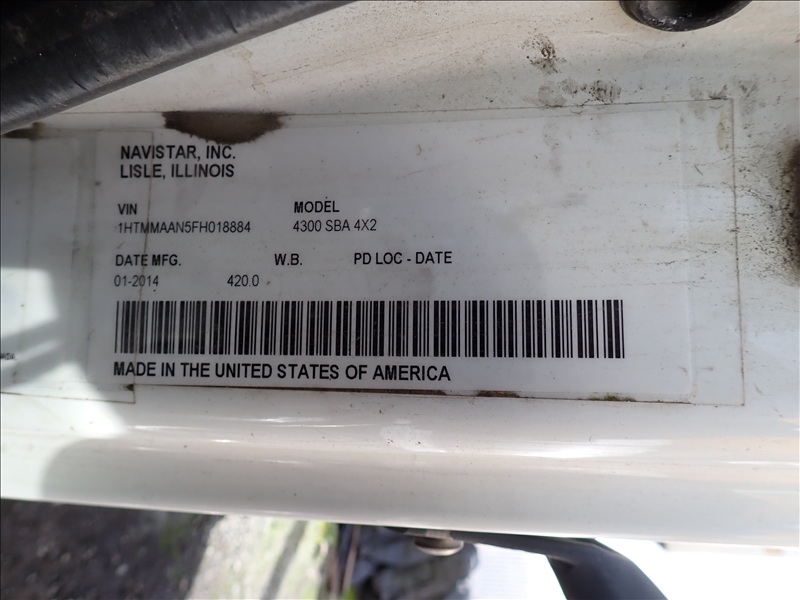 NAVISTAR, INC.
LISLE, ILLINOIS
VIN MODEL
1HTMMAAN5FH018884 4300 SBA 4X2
DATE MFG. W.B. PD LOC - DATE
01-2014 420.0
MADE IN THE UNITED STATES OF AMERICA